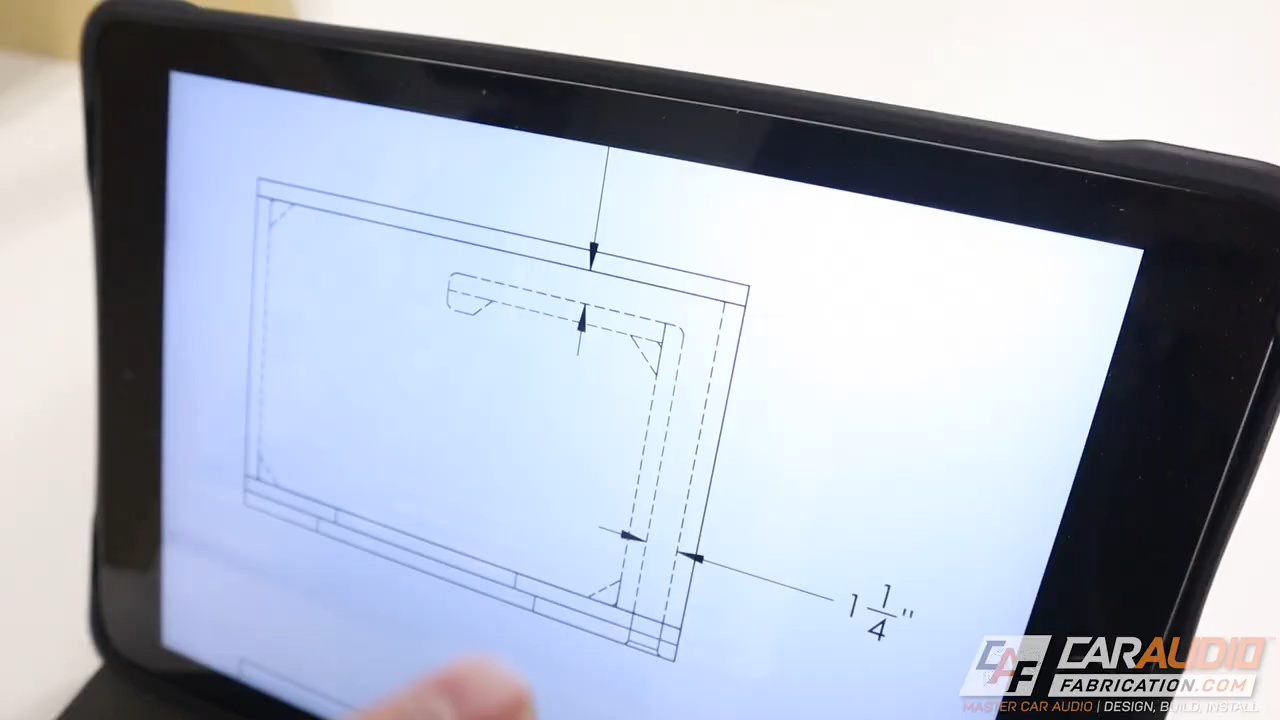 1 1/4"
CAF
CARAUDIO
FABRICATION.COM
MASTER CAR AUDIO | DESIGN, BUILD, INSTALL